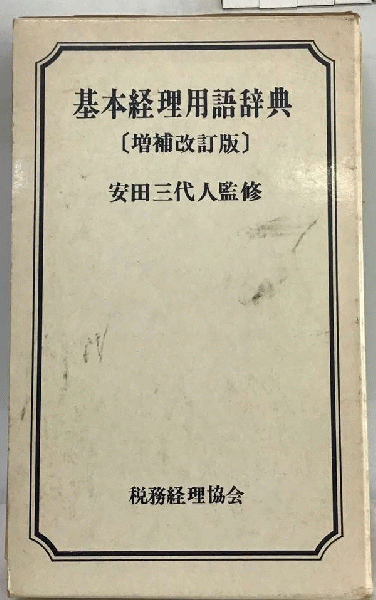 基本経理用語辞典
〔増補改訂版〕
安田三代人監修
税務経理協会